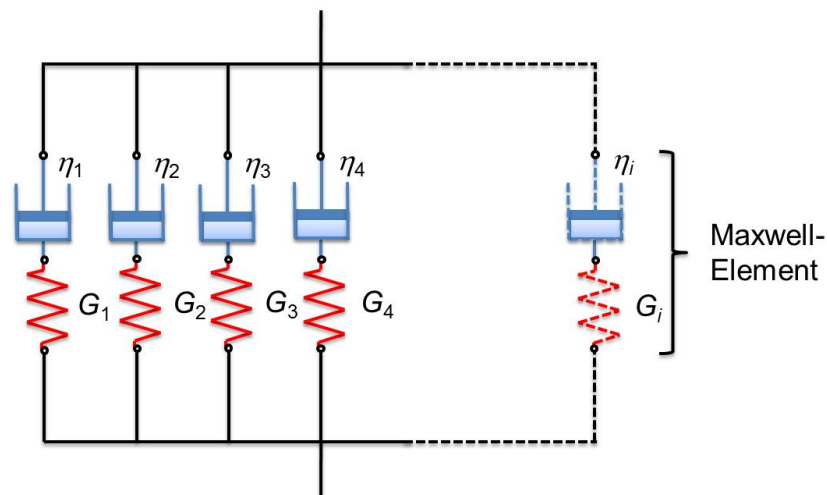 η1 η2 η3 η4 ηi
G1 G2 G3 G4 Gi
Maxwell-
Element